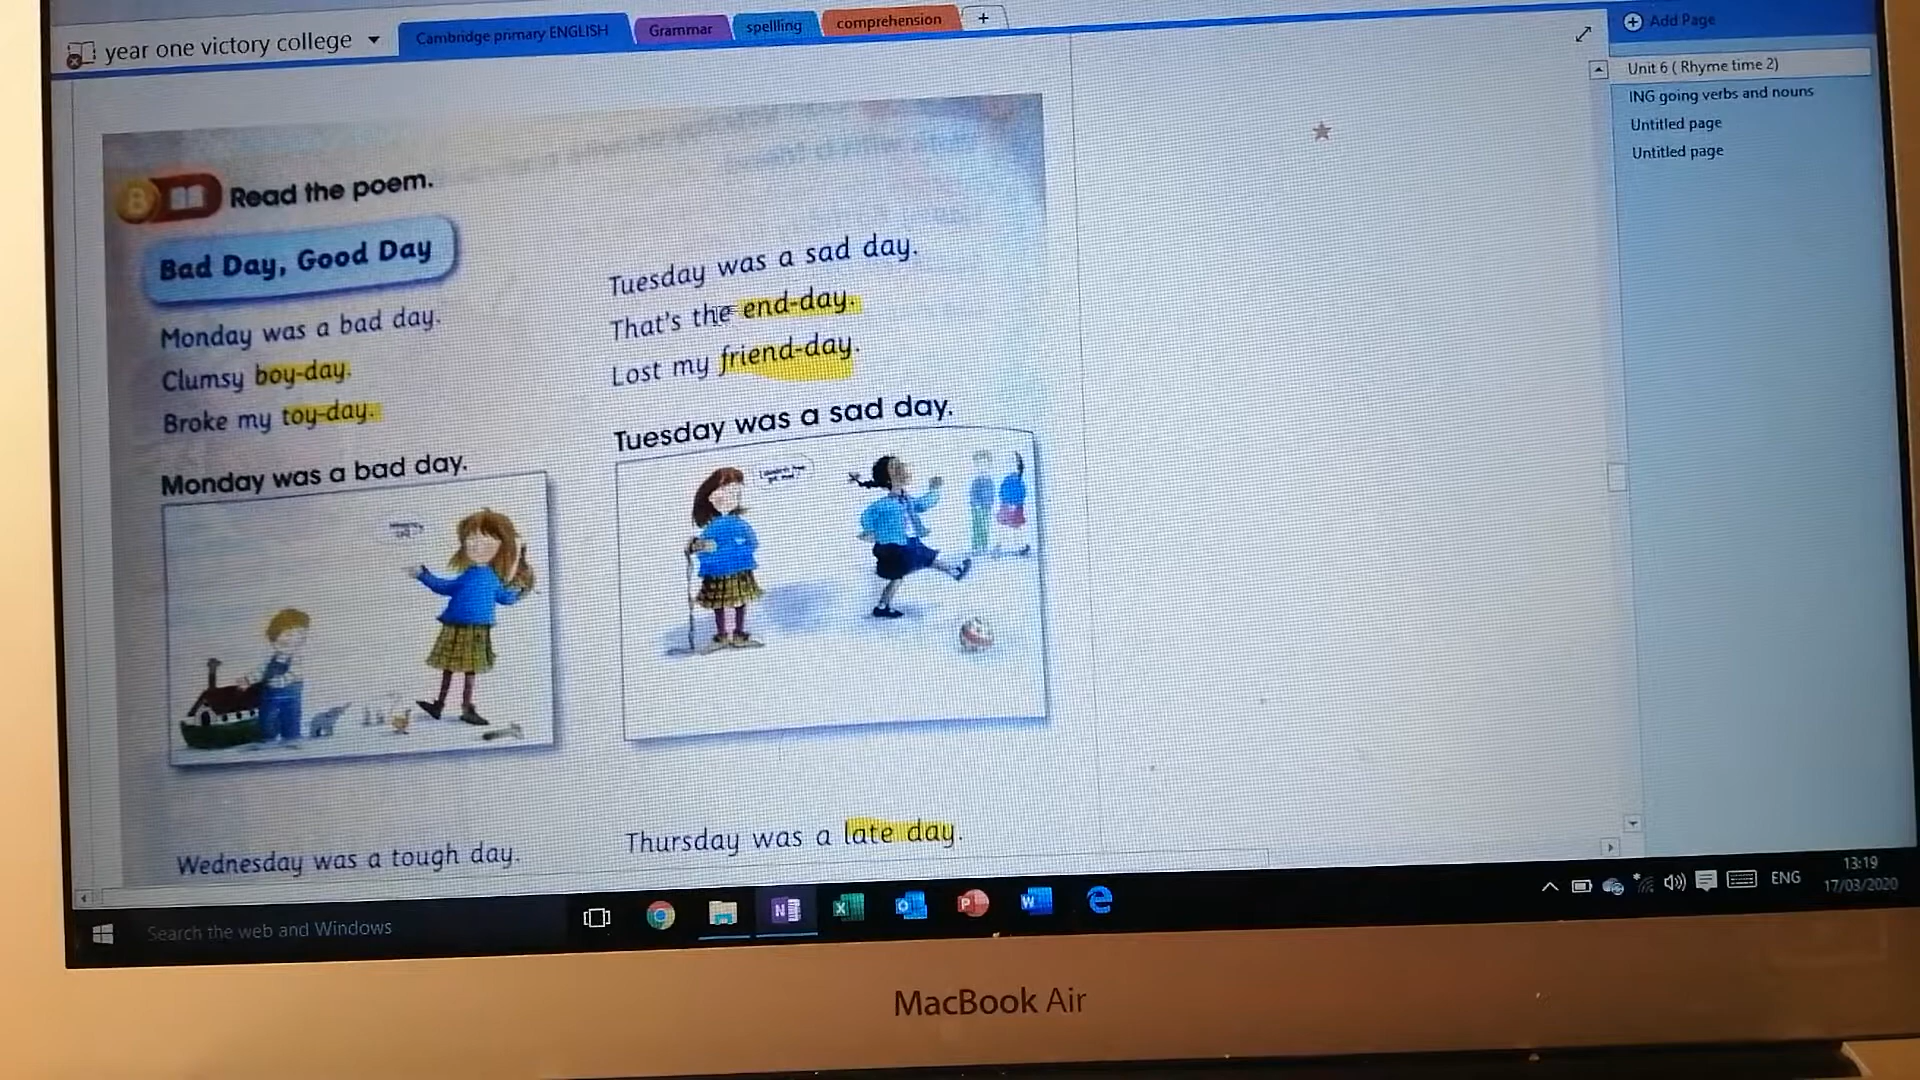 year one victory college
Cambridge primary ENGLISH
Grammar
spellling
comprehension
+
Add Page
Unit 6 ( Rhyme time 2)
ING going verbs and nouns
Untitled page
Untitled page
B
Read the poem.
Bad Day, Good Day
Monday was a bad day.
Clumsy boy-day.
Broke my toy-day.
Monday was a bad day.
Tuesday was a sad day.
That's the end-day.
Lost my friend-day.
Tuesday was a sad day.
Wednesday was a tough day.
Thursday was a late day.
Search the web and Windows
ENG
13:19
17/03/2020
MacBook Air